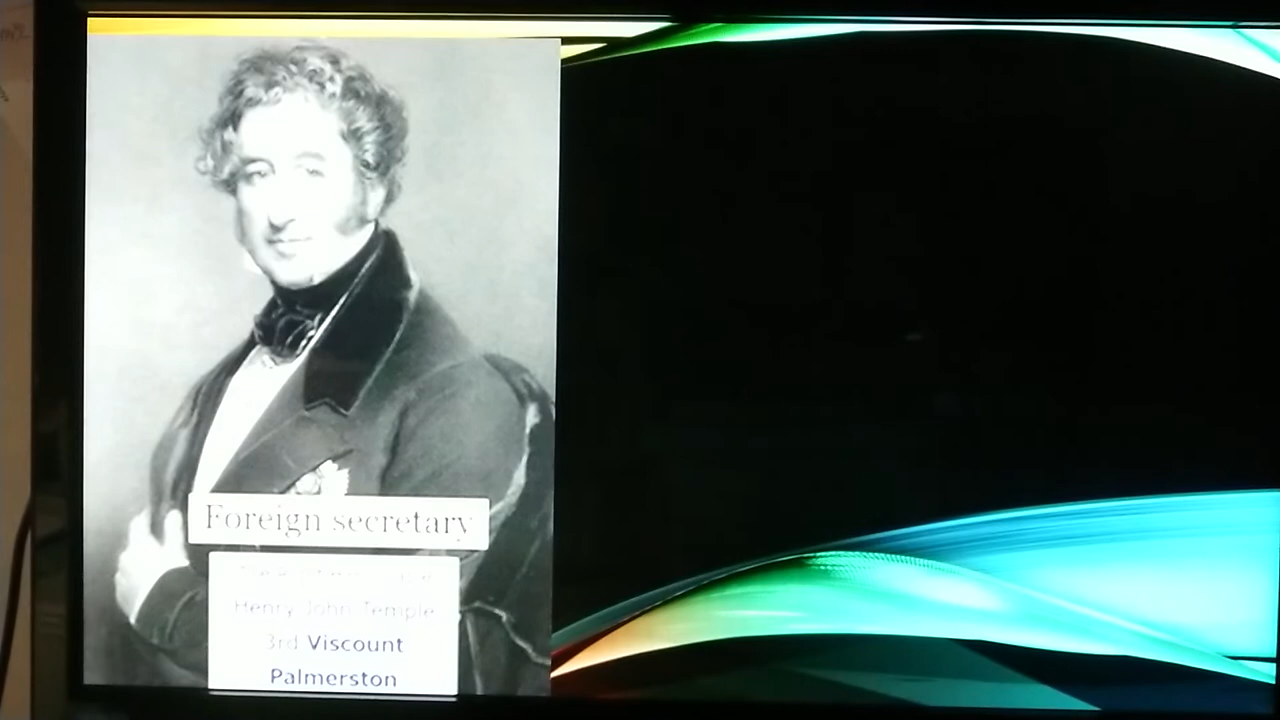 Foreign secretary
Henry John Temple
3rd Viscount
Palmerston